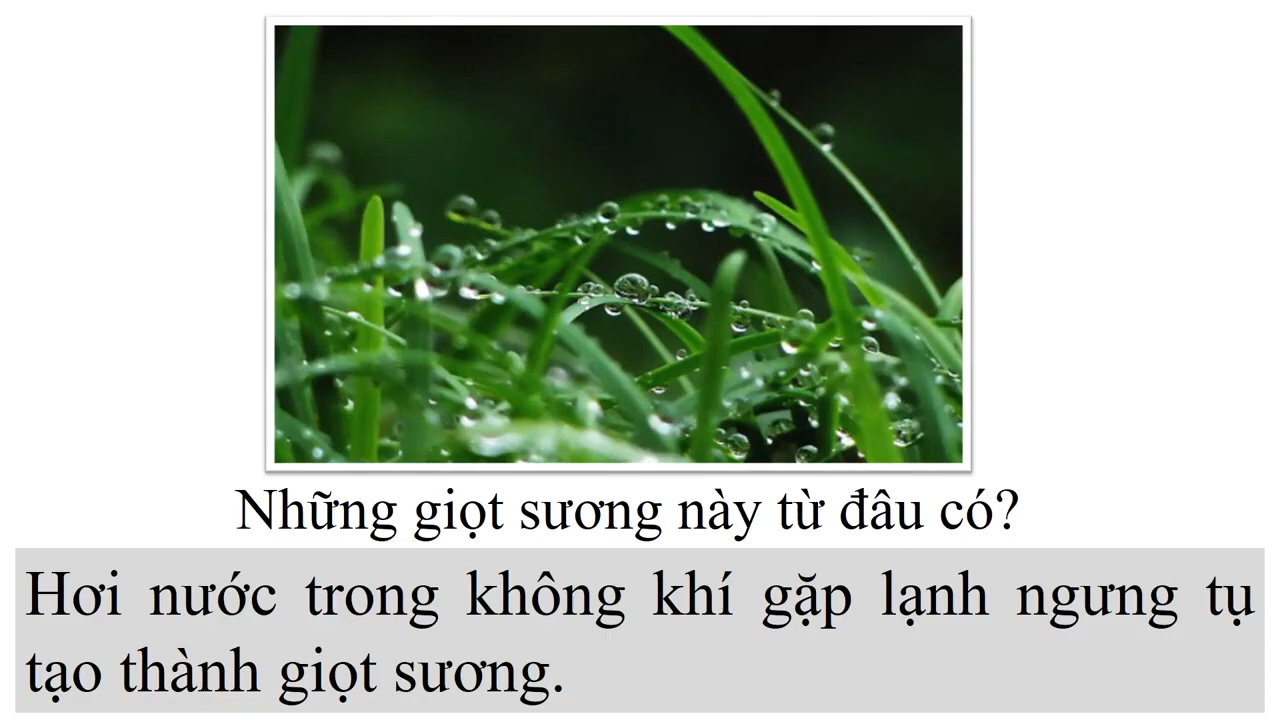 Những giọt sương này từ đâu có?
Hơi nước trong không khí gặp lạnh ngưng tụ
tạo thành giọt sương.